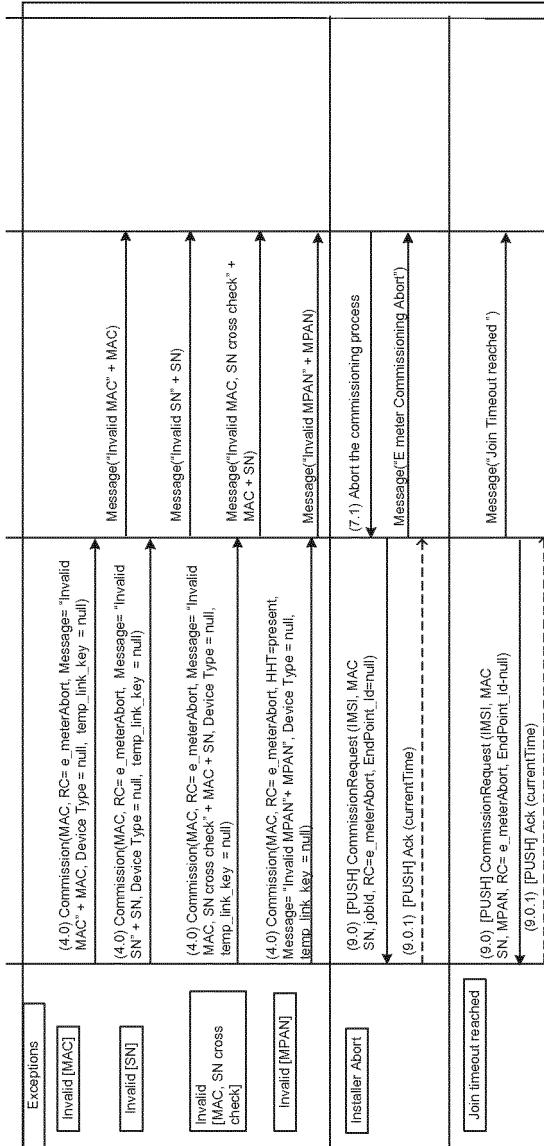 Exceptions
Invalid [MAC]
(4.0) Commission(MAC, RC= e_meterAbort, Message= "Invalid
MAC" + MAC, Device Type = null, temp_link_key = null)
Message("Invalid MAC" + MAC)
Invalid [SN]
(4.0) Commission(MAC, RC= e_meterAbort, Message= "Invalid
SN" + SN, Device Type = null, temp_link_key = null)
Message("Invalid SN" + SN)
Invalid
[MAC, SN cross
check]
(4.0) Commission(MAC, RC= e_meterAbort, Message= "Invalid
MAC, SN cross check" + MAC + SN, Device Type = null,
temp_link_key = null)
Message("Invalid MAC, SN cross check" +
MAC + SN)
Invalid [MPAN]
(4.0) Commission(MAC, RC= e_meterAbort, HHT=present,
Message= "Invalid MPAN"+ MPAN", Device Type = null,
temp_link_key = null)
Message("Invalid MPAN" + MPAN)
Installer Abort
(7.1) Abort the commissioning process
(9.0) [PUSH] CommissionRequest (IMSI, MAC
SN, jobId, RC=e_meterAbort, EndPoint_Id=null)
Message("E meter Commissioning Abort")
(9.0.1) [PUSH] Ack (currentTime)
Join timeout reached
(9.0) [PUSH] CommissionRequest (IMSI, MAC
SN, MPAN, RC= e_meterAbort, EndPoint_Id-null)
Message("Join Timeout reached ")
(9.0.1) [PUSH] Ack (currentTime)